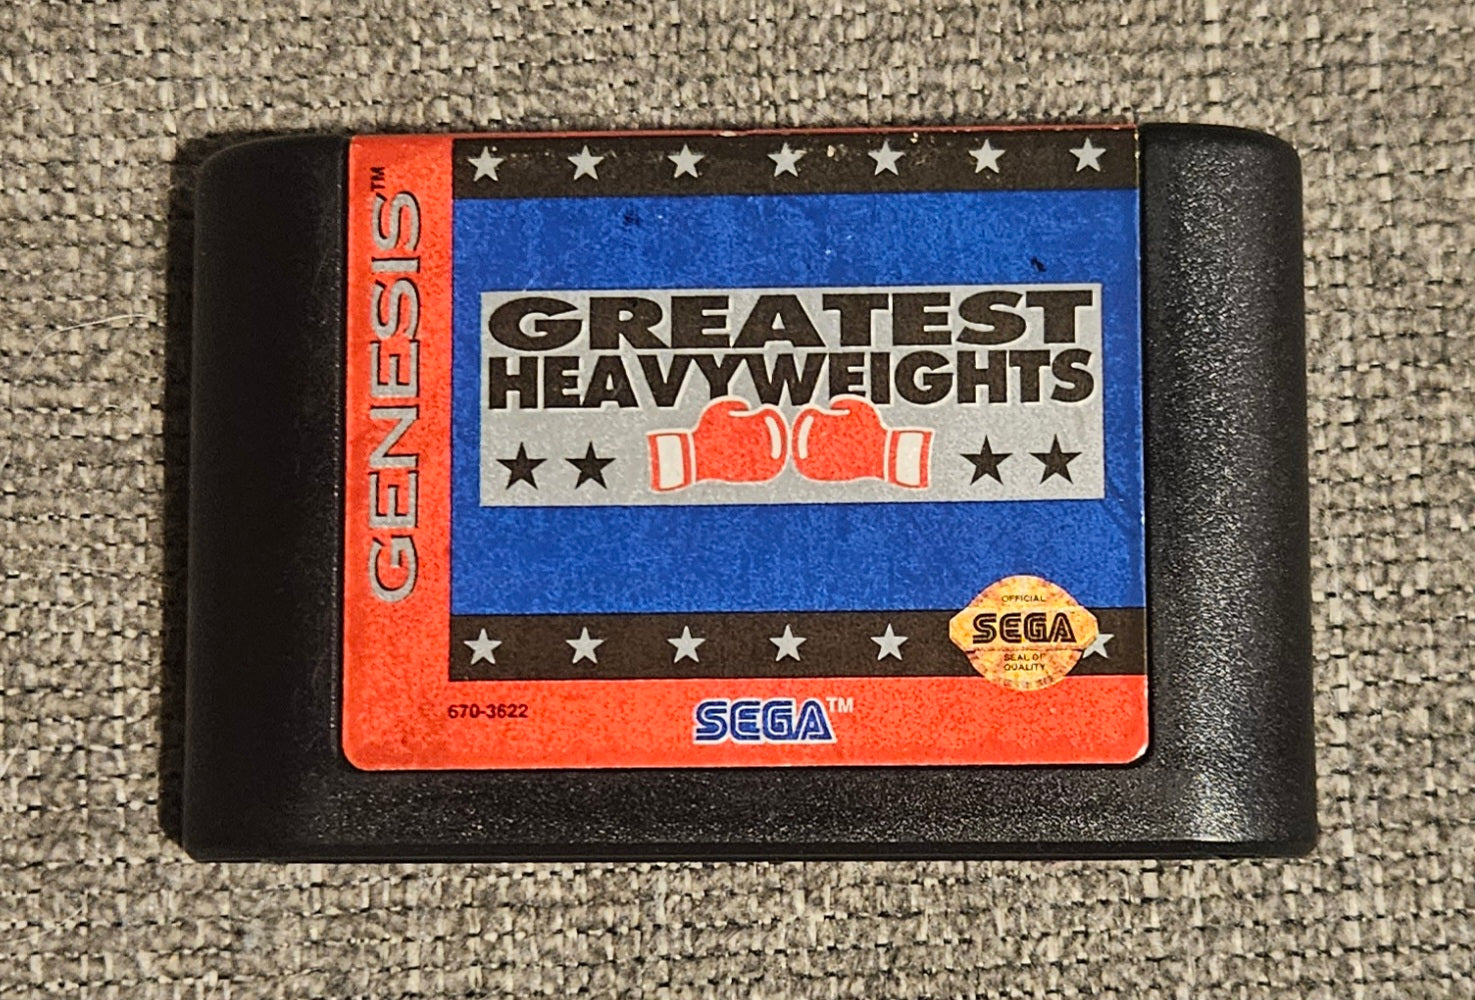 GENESIS™
GREATEST
HEAVYWEIGHTS
OFFICIAL
SEGA
SEAL OF
QUALITY
670-3622
SEGA™